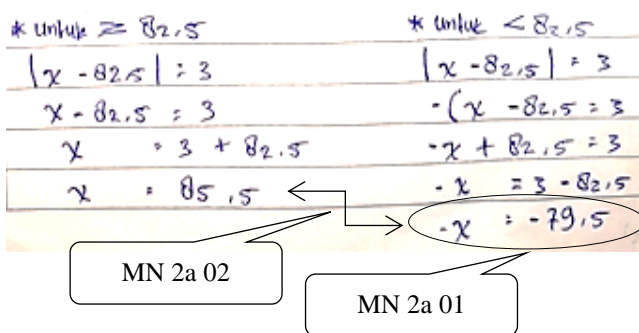 * untuk ≥ 82,5
|x - 82,5| = 3
x - 82,5 = 3
x = 3 + 82,5
x = 85,5
* untuk < 82,5
|x - 82,5| = 3
-(x - 82,5 = 3
-x + 82,5 = 3
-x = 3 - 82,5
-x = -79,5
MN 2a 02
MN 2a 01